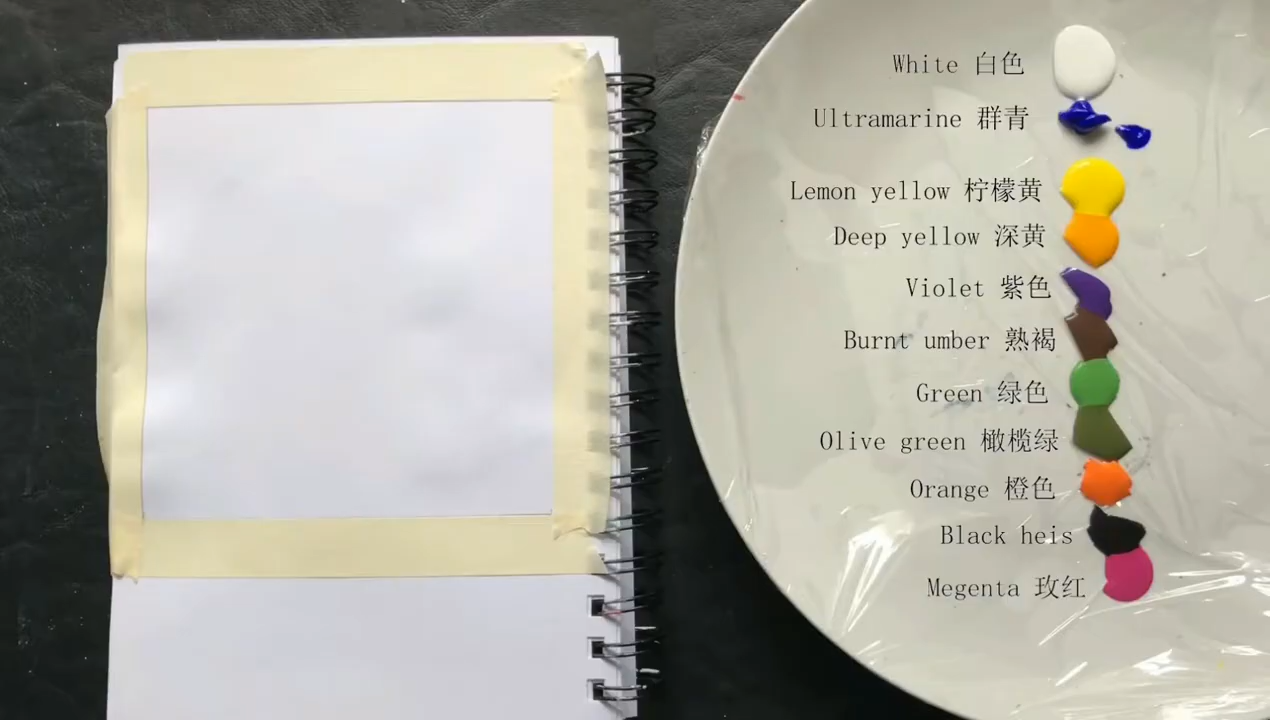 White 白色
Ultramarine 群青
Lemon yellow 柠檬黄
Deep yellow 深黄
Violet 紫色
Burnt umber 熟褐
Green 绿色
Olive green 橄榄绿
Orange 橙色
Black heis
Megenta 玫红